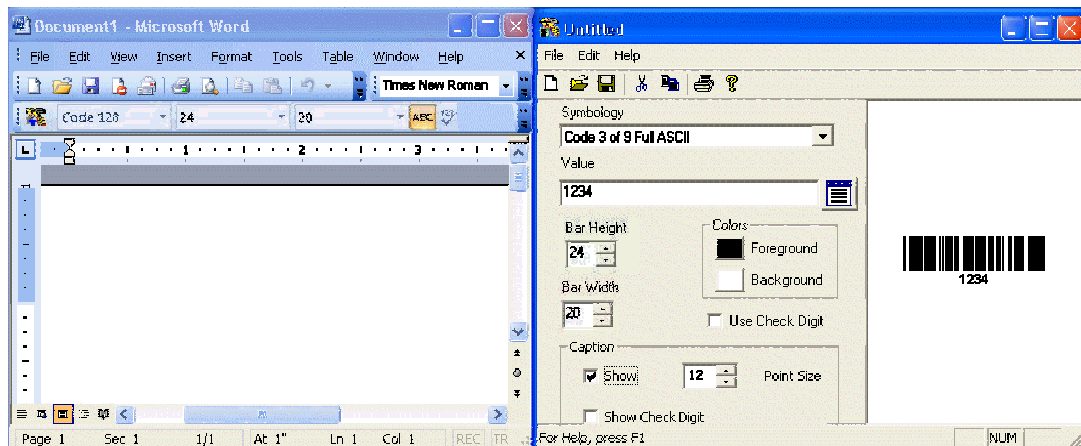 Document1 - Microsoft Word
File Edit View Insert Format Tools Table Window Help
Times New Roman
Code 128 24 20 ABC
1 2 3
Page 1 Sec 1 1/1 At 1" Ln 1 Col 1 REC TR
Untitled
File Edit Help
Symbology
Code 3 of 9 Full ASCII
Value
1234
Bar Height
24
Colors
Foreground
Background
Bar Width
20
Use Check Digit
Caption
Show 12 Point Size
Show Check Digit
For Help, press F1
NUM
1234